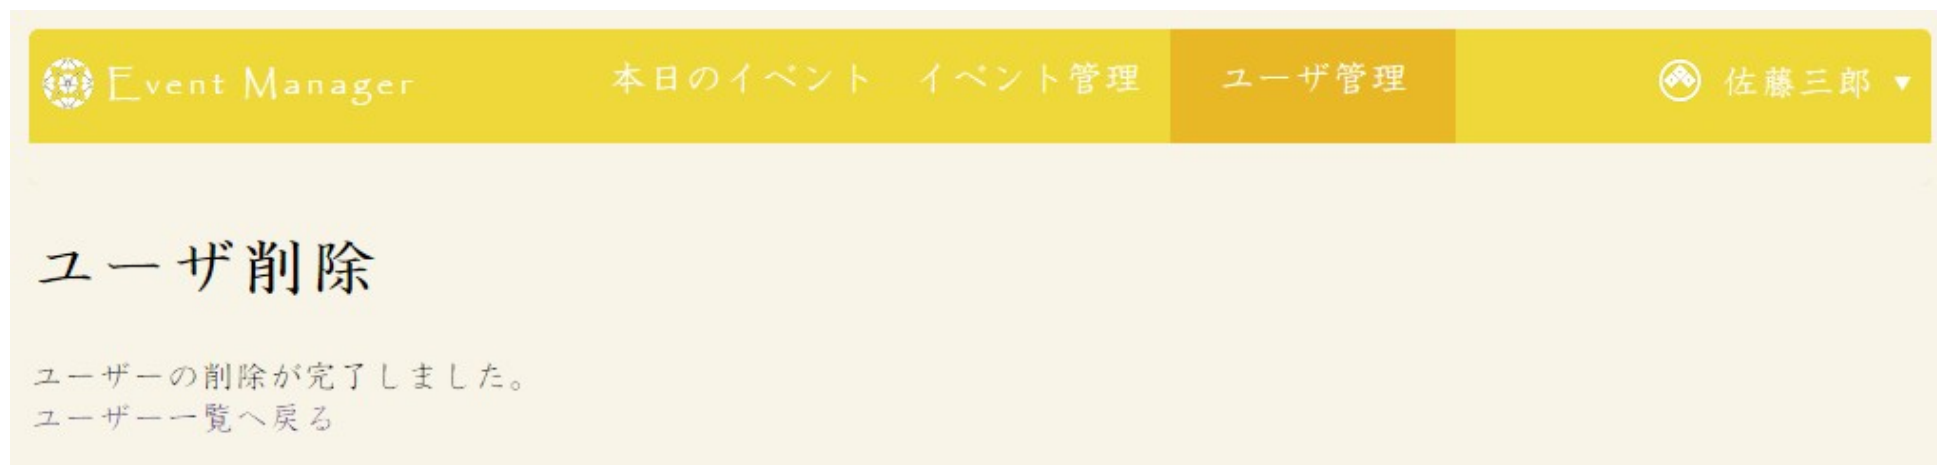 Event Manager 本日のイベント イベント管理 ユーザ管理 佐藤三郎 ▼
ユーザ削除
ユーザーの削除が完了しました。
ユーザー一覧へ戻る